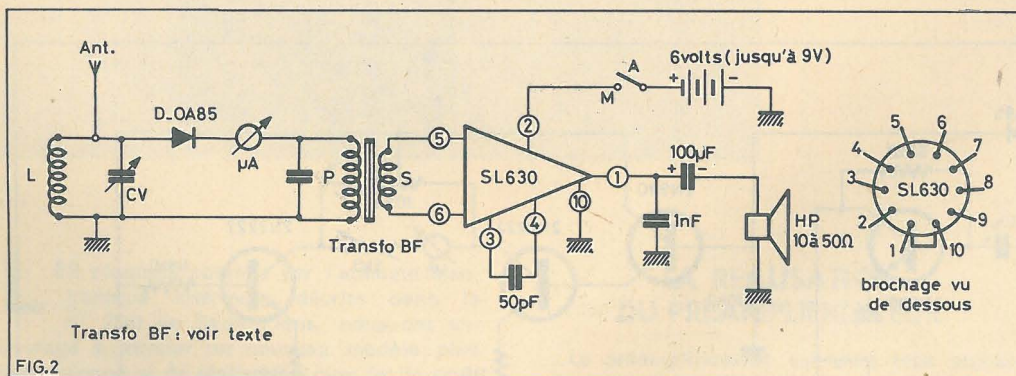 Ant.
D_OA85
µA
L
CV
P
S
Transfo BF
5
6
SL630
2
3
4
10
1
50pF
M
A
6volts (jusqu'à 9V)
+
-
100µF
+
-
1nF
HP
10à50Ω
5
6
4
7
3
SL630
8
2
9
1
10
brochage vu
de dessous
Transfo BF: voir texte
FIG.2